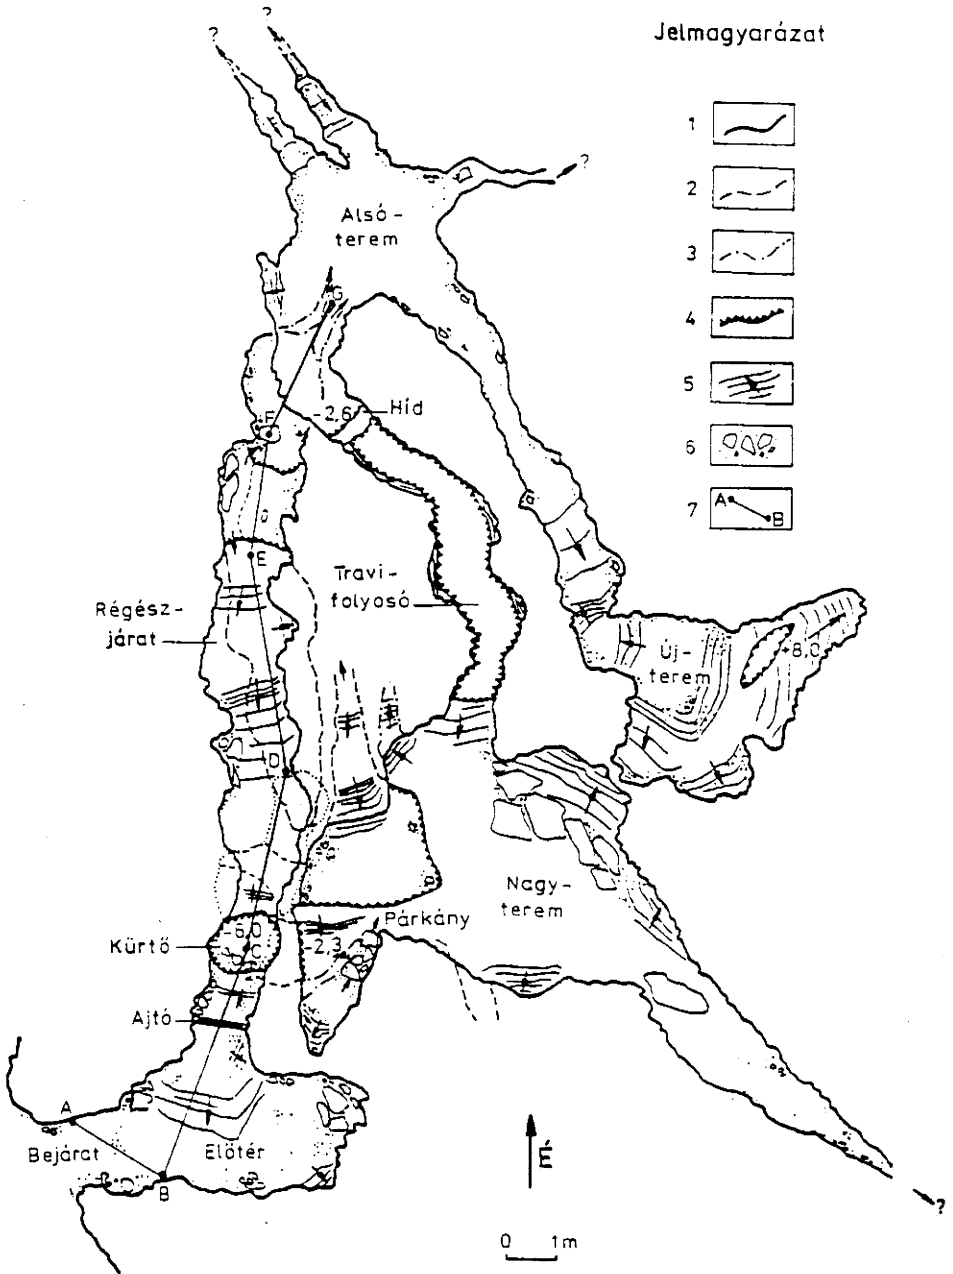 ?
?
Jelmagyarázat
1
2
3
4
5
6
7 A B
?
Alsó-
terem
G
F
-2,6
Híd
E
Travi-
folyosó
Régész-
járat
Új-
terem
+8,0
D
Nagy-
terem
Párkány
-6,0
-2,3
Kürtő
C
Ajtó
A
Bejárat
Előtér
B
É
?
0 1m